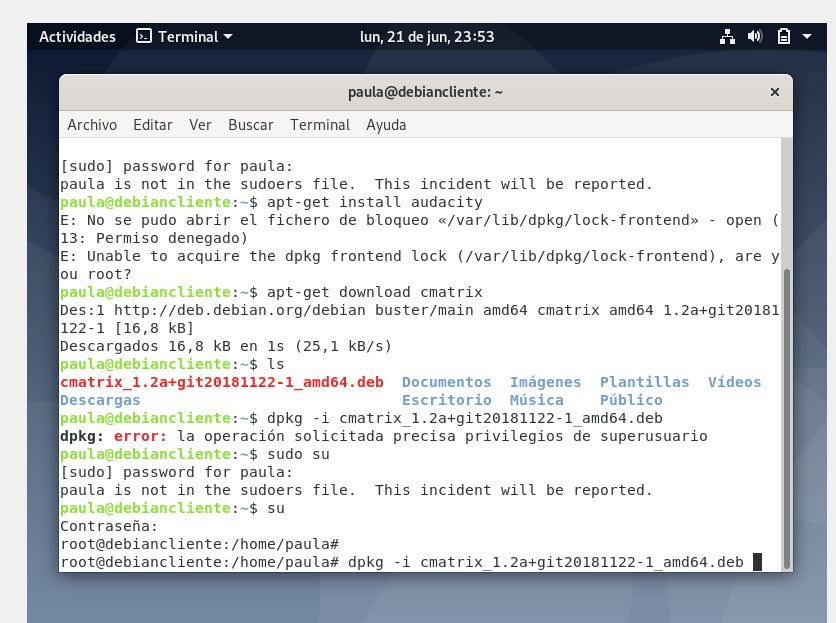 Actividades Terminal lun, 21 de jun, 23:53
paula@debiancliente: ~ ×
Archivo Editar Ver Buscar Terminal Ayuda
[sudo] password for paula:
paula is not in the sudoers file.  This incident will be reported.
paula@debiancliente:~$ apt-get install audacity
E: No se pudo abrir el fichero de bloqueo «/var/lib/dpkg/lock-frontend» - open (
13: Permiso denegado)
E: Unable to acquire the dpkg frontend lock (/var/lib/dpkg/lock-frontend), are y
ou root?
paula@debiancliente:~$ apt-get download cmatrix
Des:1 http://deb.debian.org/debian buster/main amd64 cmatrix amd64 1.2a+git20181
122-1 [16,8 kB]
Descargados 16,8 kB en 1s (25,1 kB/s)
paula@debiancliente:~$ ls
cmatrix_1.2a+git20181122-1_amd64.deb  Documentos  Imágenes  Plantillas  Vídeos
Descargas                             Escritorio  Música    Público
paula@debiancliente:~$ dpkg -i cmatrix_1.2a+git20181122-1_amd64.deb
dpkg: error: la operación solicitada precisa privilegios de superusuario
paula@debiancliente:~$ sudo su
[sudo] password for paula:
paula is not in the sudoers file.  This incident will be reported.
paula@debiancliente:~$ su
Contraseña:
root@debiancliente:/home/paula#
root@debiancliente:/home/paula# dpkg -i cmatrix_1.2a+git20181122-1_amd64.deb